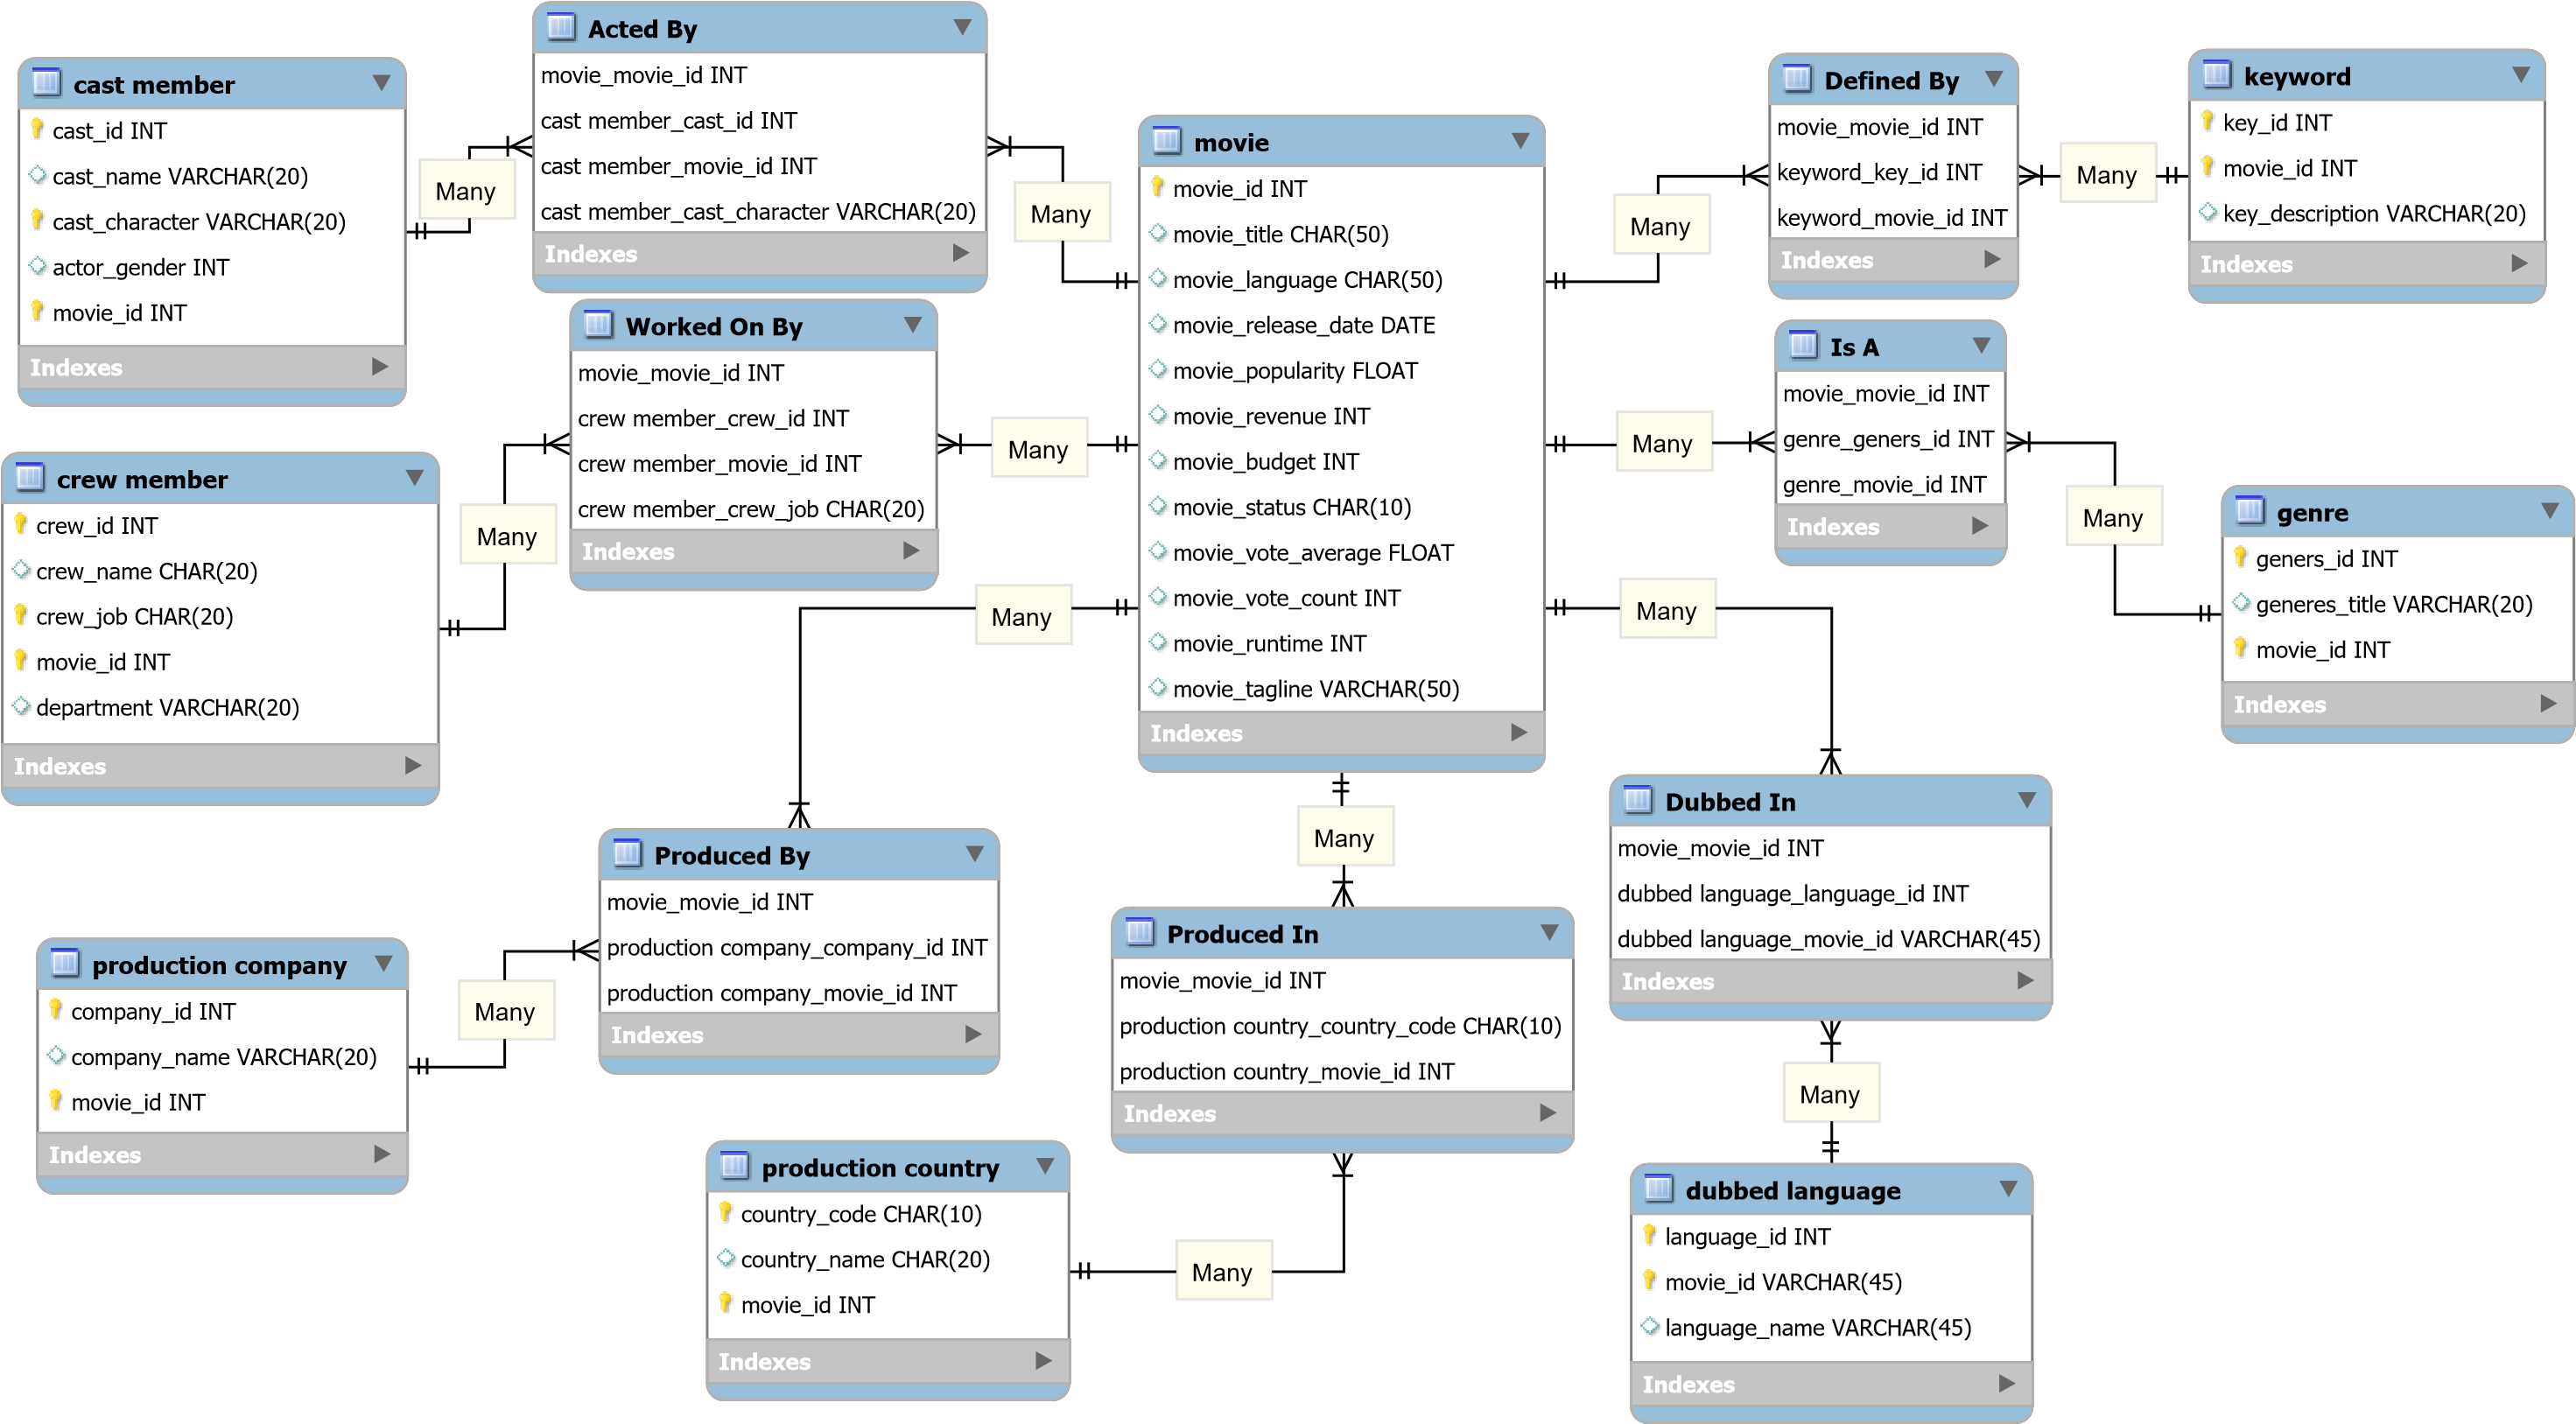 cast member
cast_id INT
cast_name VARCHAR(20)
cast_character VARCHAR(20)
actor_gender INT
movie_id INT
Indexes
Many
Acted By
movie_movie_id INT
cast member_cast_id INT
cast member_movie_id INT
cast member_cast_character VARCHAR(20)
Indexes
Many
movie
movie_id INT
movie_title CHAR(50)
movie_language CHAR(50)
movie_release_date DATE
movie_popularity FLOAT
movie_revenue INT
movie_budget INT
movie_status CHAR(10)
movie_vote_average FLOAT
movie_vote_count INT
movie_runtime INT
movie_tagline VARCHAR(50)
Indexes
Many
Defined By
movie_movie_id INT
keyword_key_id INT
keyword_movie_id INT
Indexes
Many
keyword
key_id INT
movie_id INT
key_description VARCHAR(20)
Indexes
crew member
crew_id INT
crew_name CHAR(20)
crew_job CHAR(20)
movie_id INT
department VARCHAR(20)
Indexes
Many
Worked On By
movie_movie_id INT
crew member_crew_id INT
crew member_movie_id INT
crew member_crew_job CHAR(20)
Indexes
Many
Many
Is A
movie_movie_id INT
genre_geners_id INT
genre_movie_id INT
Indexes
Many
genre
geners_id INT
generes_title VARCHAR(20)
movie_id INT
Indexes
Many
Many
Many
production company
company_id INT
company_name VARCHAR(20)
movie_id INT
Indexes
Many
Produced By
movie_movie_id INT
production company_company_id INT
production company_movie_id INT
Indexes
Produced In
movie_movie_id INT
production country_country_code CHAR(10)
production country_movie_id INT
Indexes
Dubbed In
movie_movie_id INT
dubbed language_language_id INT
dubbed language_movie_id VARCHAR(45)
Indexes
Many
production country
country_code CHAR(10)
country_name CHAR(20)
movie_id INT
Indexes
Many
dubbed language
language_id INT
movie_id VARCHAR(45)
language_name VARCHAR(45)
Indexes